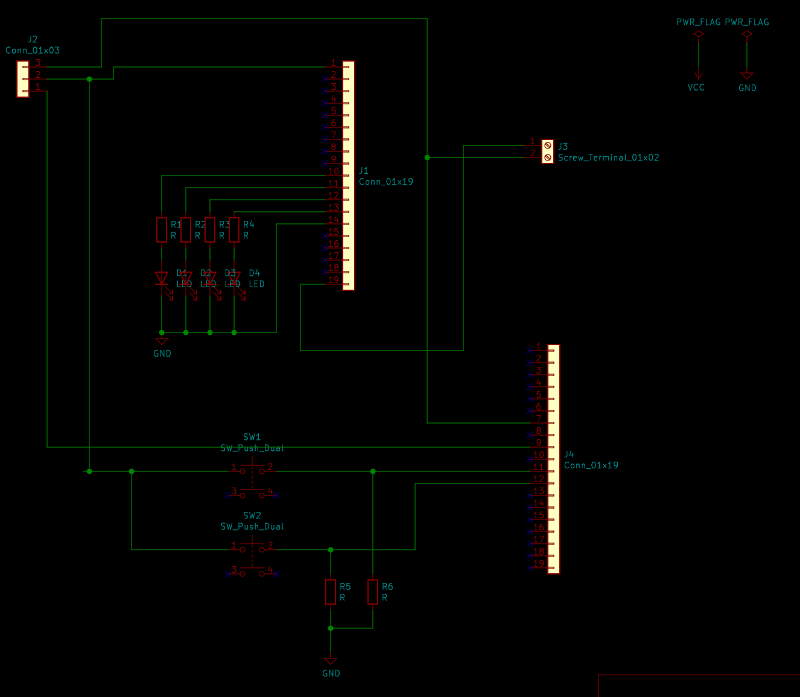 PWR_FLAG PWR_FLAG
VCC
GND
J2
Conn_01x03
3
2
1
1
2
3
4
5
6
7
8
9
10
11
12
13
14
15
16
17
18
19
J1
Conn_01x19
1
2
J3
Screw_Terminal_01x02
R1
R
R2
R
R3
R
R4
R
D1
LED
D2
LED
D3
LED
D4
LED
GND
1
2
3
4
5
6
7
8
9
10
11
12
13
14
15
16
17
18
19
J4
Conn_01x19
SW1
SW_Push_Dual
1
2
3
4
SW2
SW_Push_Dual
1
2
3
4
R5
R
R6
R
GND